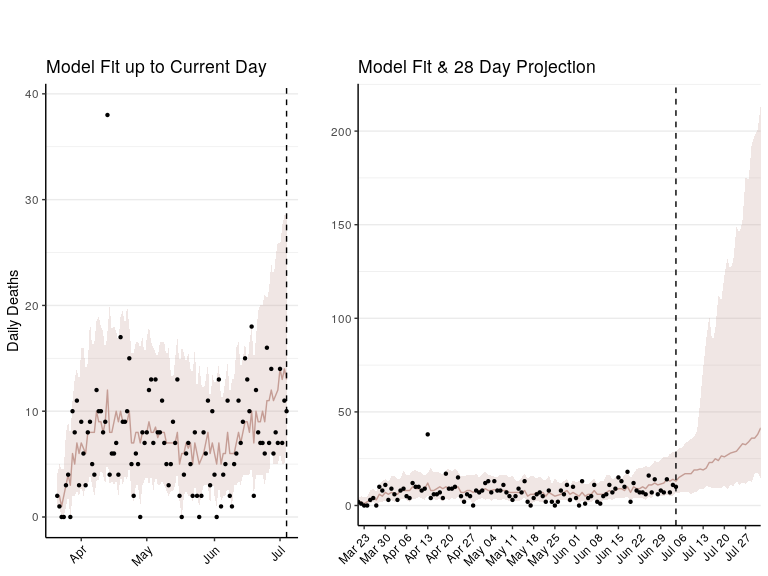 Model Fit up to Current Day
Model Fit & 28 Day Projection
Daily Deaths
40
30
20
10
0
Apr
May
Jun
Jul
200
150
100
50
0
Mar 23
Mar 30
Apr 06
Apr 13
Apr 20
Apr 27
May 04
May 11
May 18
May 25
Jun 01
Jun 08
Jun 15
Jun 22
Jun 29
Jul 06
Jul 13
Jul 20
Jul 27